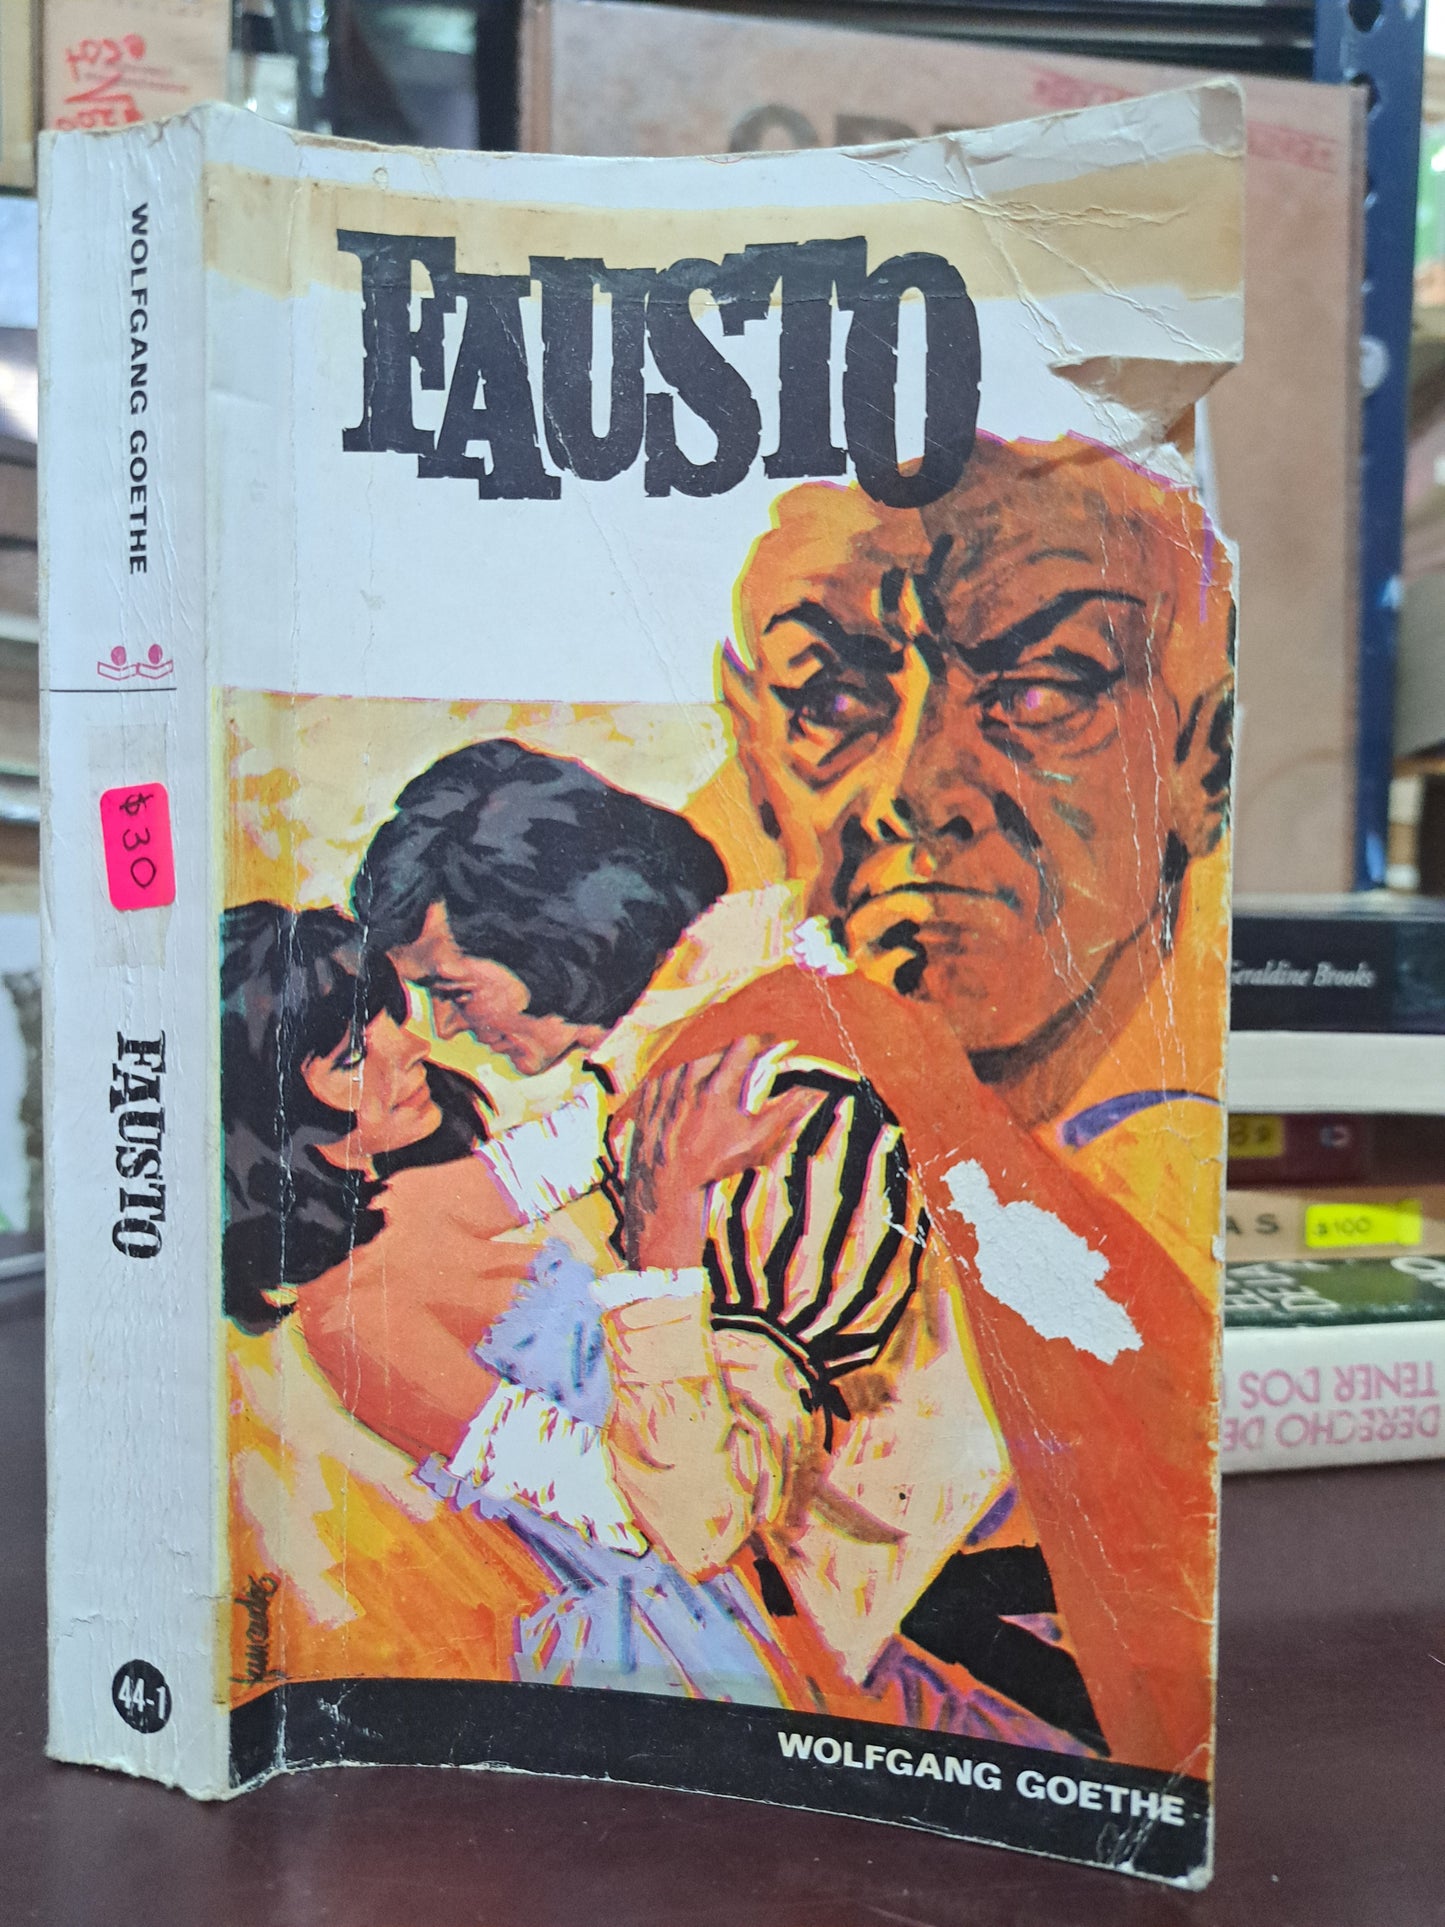 FAUSTO
WOLFGANG GOETHE
WOLFGANG GOETHE
$30
FAUSTO
44-1
Geraldine Brooks
$100
TENER DOS
DERECHO DE